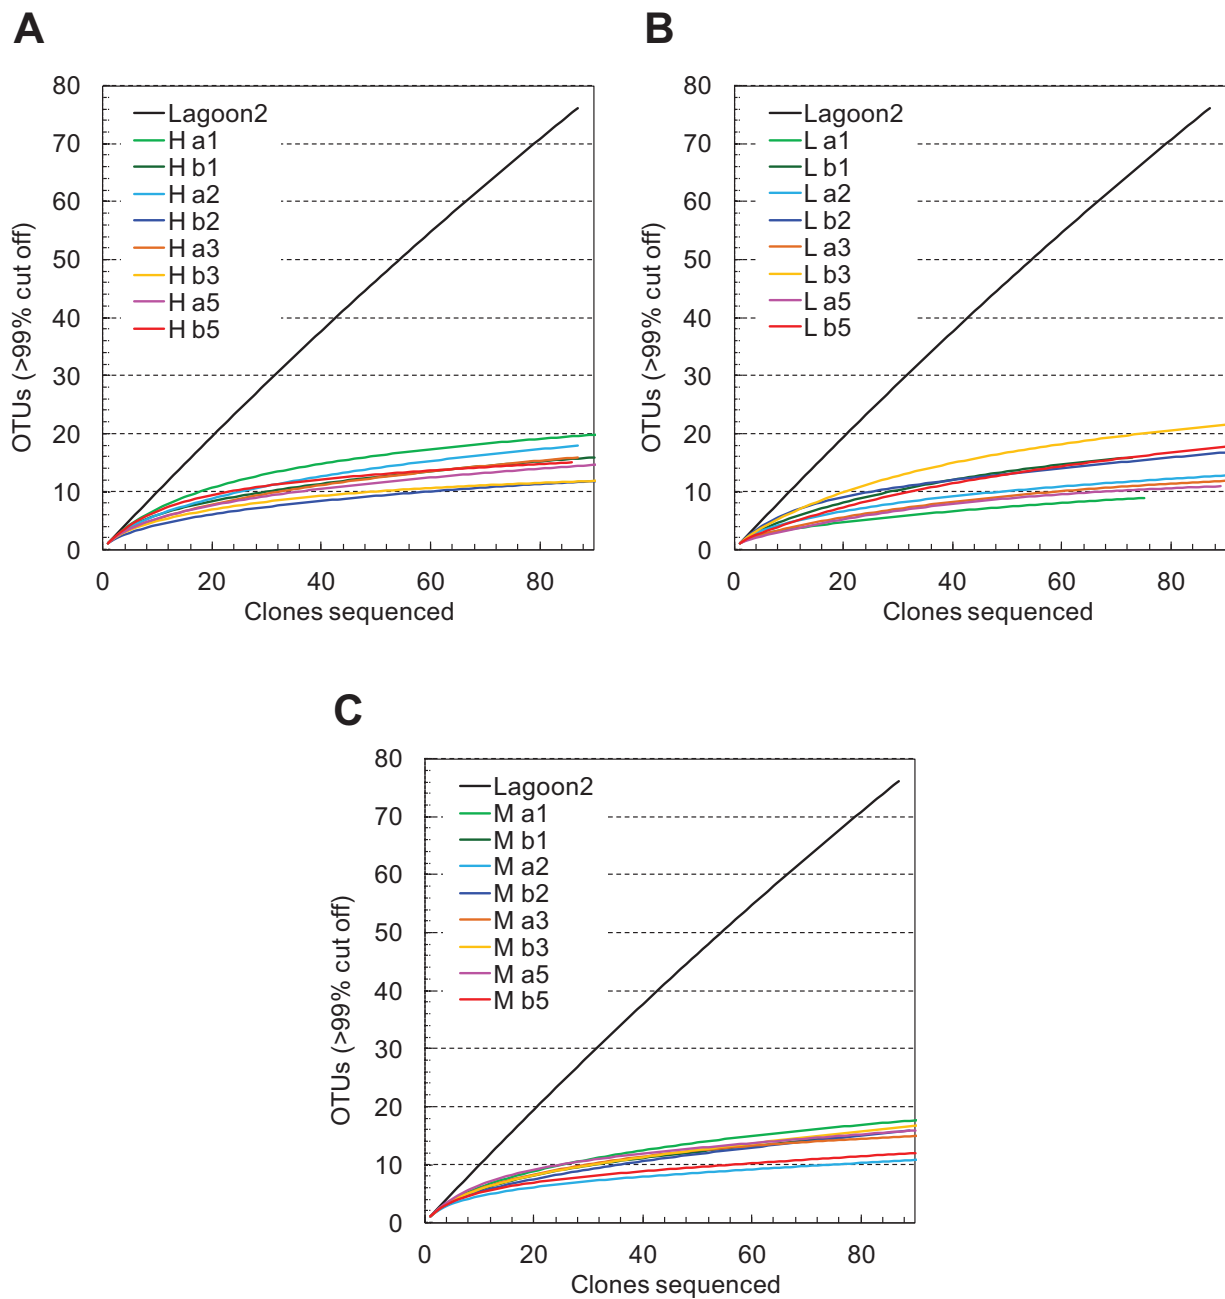 A
OTUs (>99% cut off)
80
70
60
50
40
30
20
10
0
Lagoon2
H a1
H b1
H a2
H b2
H a3
H b3
H a5
H b5
0 20 40 60 80
Clones sequenced
B
OTUs (>99% cut off)
80
70
60
50
40
30
20
10
0
Lagoon2
L a1
L b1
L a2
L b2
L a3
L b3
L a5
L b5
0 20 40 60 80
Clones sequenced
C
OTUs (>99% cut off)
80
70
60
50
40
30
20
10
0
Lagoon2
M a1
M b1
M a2
M b2
M a3
M b3
M a5
M b5
0 20 40 60 80
Clones sequenced